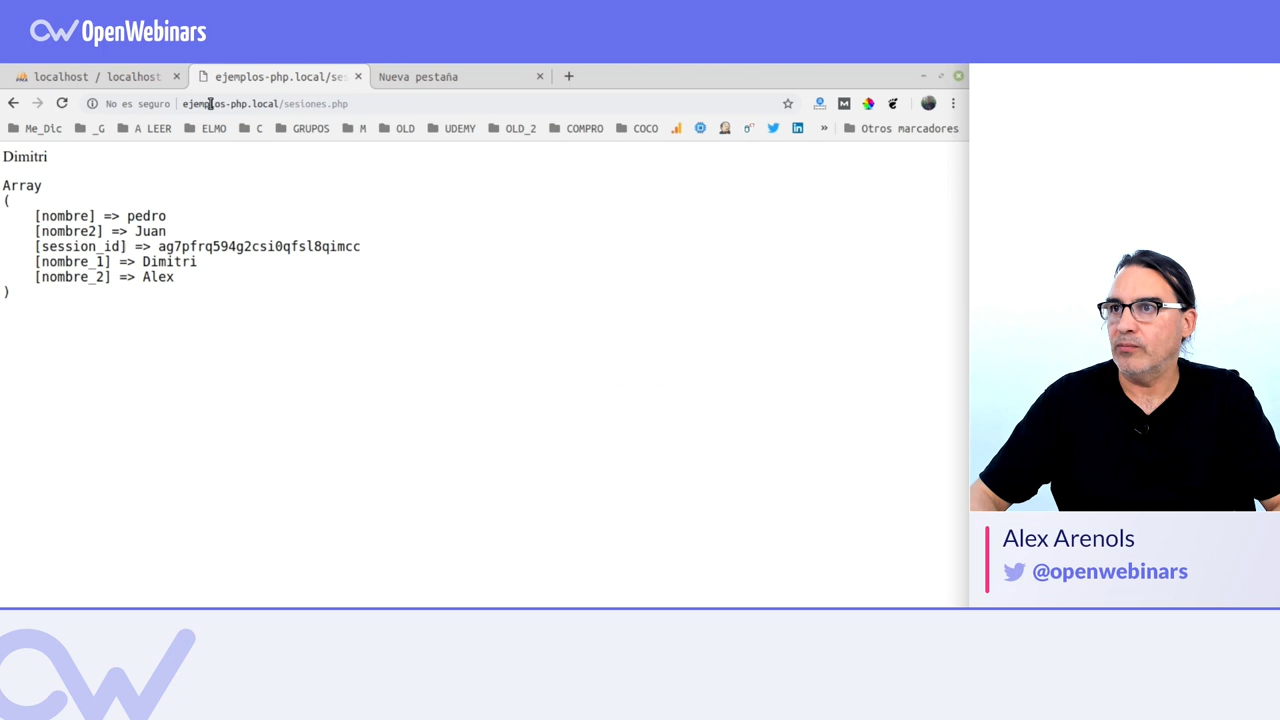 OpenWebinars
localhost / localhost
ejemplos-php.local/ses
Nueva pestaña
No es seguro | ejemplos-php.local/sesiones.php
Me_Dic _G A LEER ELMO C GRUPOS M OLD UDEMY OLD_2 COMPRO COCO » Otros marcadores
Dimitri
Array
(
[nombre] => pedro
[nombre2] => Juan
[session_id] => ag7pfrq594g2csi0qfsl8qimcc
[nombre_1] => Dimitri
[nombre_2] => Alex
)
Alex Arenols
@openwebinars